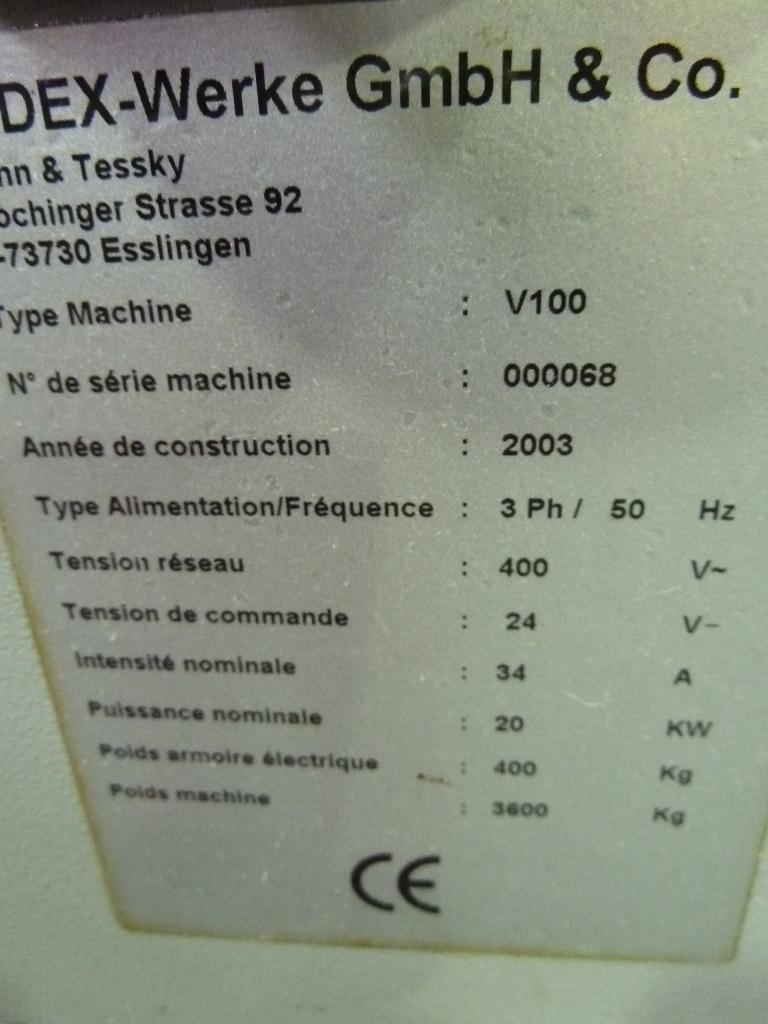 DEX-Werke GmbH & Co.
nn & Tessky
ochinger Strasse 92
-73730 Esslingen
Type Machine : V100
N° de série machine : 000068
Année de construction : 2003
Type Alimentation/Fréquence : 3 Ph / 50 Hz
Tension réseau : 400 V~
Tension de commande : 24 V–
Intensité nominale : 34 A
Puissance nominale : 20 KW
Poids armoire électrique : 400 Kg
Poids machine : 3600 Kg
CE